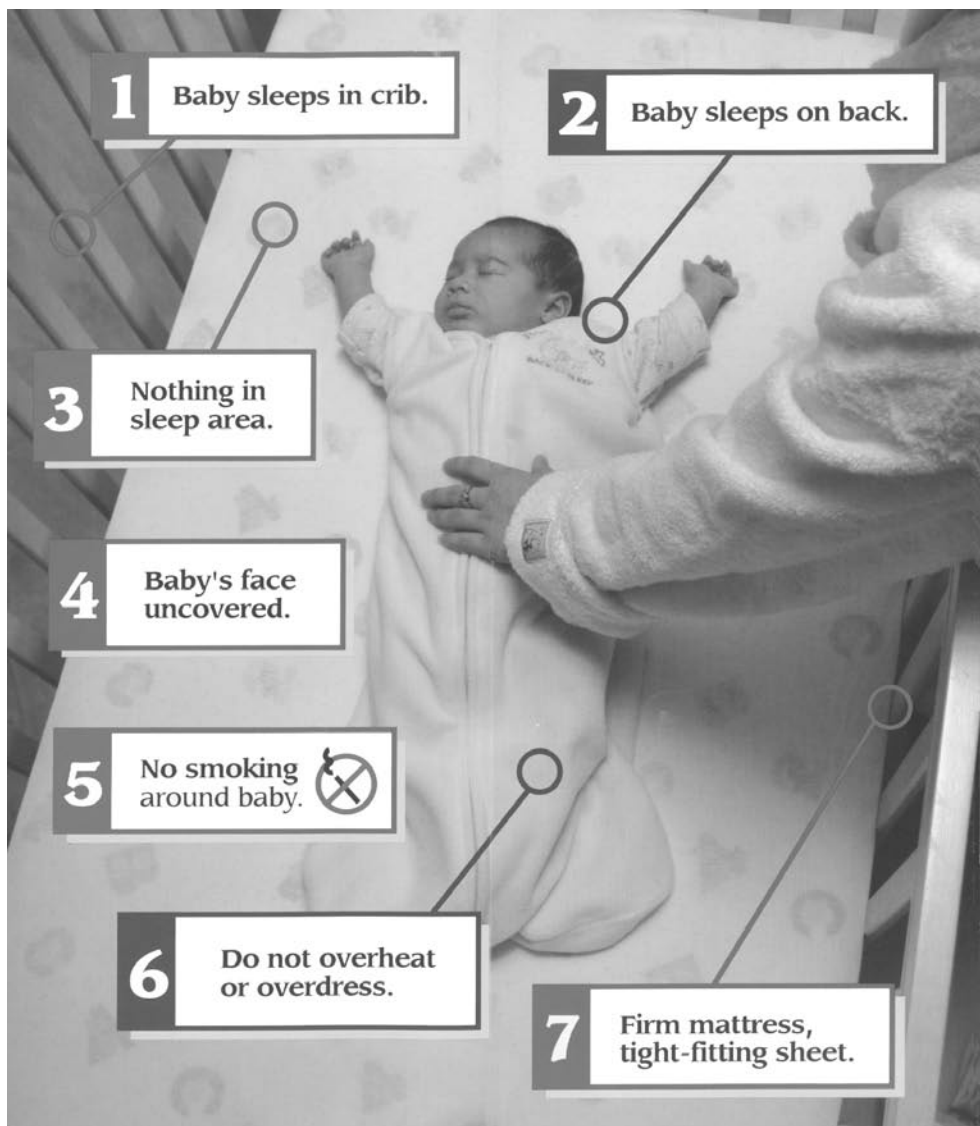 1
Baby sleeps in crib.
2
Baby sleeps on back.
3
Nothing in
sleep area.
4
Baby's face
uncovered.
5
No smoking
around baby.
6
Do not overheat
or overdress.
7
Firm mattress,
tight-fitting sheet.